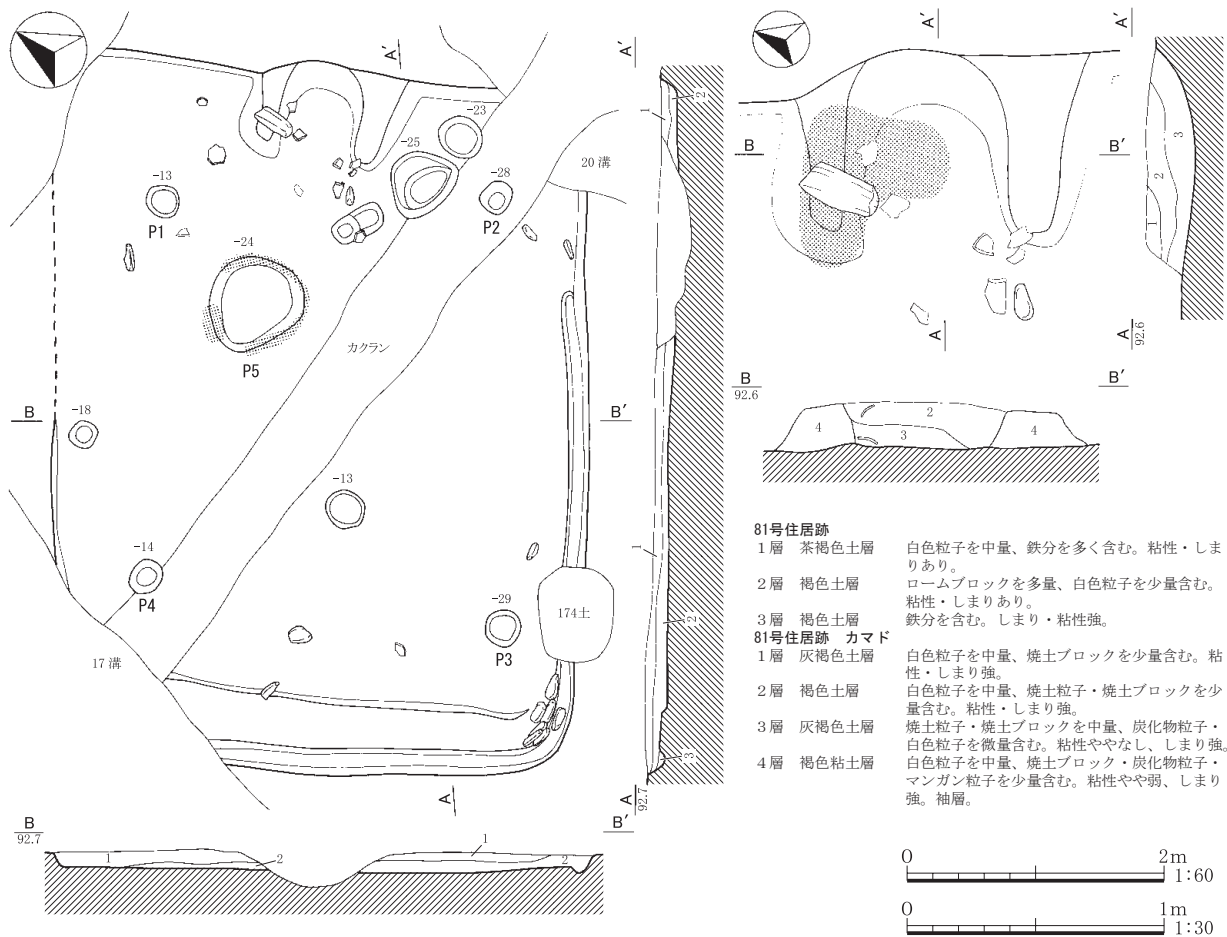 A'
A'
-23
-25
20溝
-13
-28
P1
P2
-24
カクラン
P5
B
B'
-18
-13
-14
P4
-29
P3
174土
17溝
A
A
92.7
1
2
1
2
3
B
92.7
B'
1
2
1
2
A'
A'
B
B'
3
2
1
A
A
92.6
B
92.6
B'
2
4
3
4
81号住居跡
1層 茶褐色土層 白色粒子を中量、鉄分を多く含む。粘性・しま
りあり。
2層 褐色土層 ロームブロックを多量、白色粒子を少量含む。
粘性・しまりあり。
3層 褐色土層 鉄分を含む。しまり・粘性強。
81号住居跡 カマド
1層 灰褐色土層 白色粒子を中量、焼土ブロックを少量含む。粘
性・しまり強。
2層 褐色土層 白色粒子を中量、焼土粒子・焼土ブロックを少
量含む。粘性・しまり強。
3層 灰褐色土層 焼土粒子・焼土ブロックを中量、炭化物粒子・
白色粒子を微量含む。粘性ややなし、しまり強。
4層 褐色粘土層 白色粒子を中量、焼土ブロック・炭化物粒子・
マンガン粒子を少量含む。粘性やや弱、しまり
強。袖層。
0 2m
1:60
0 1m
1:30